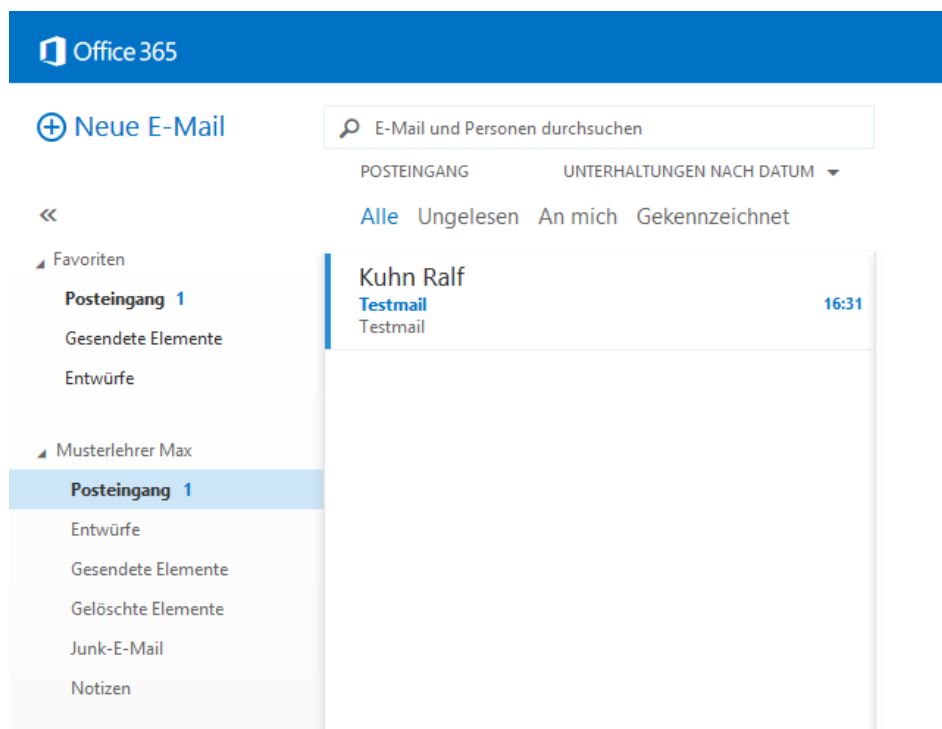 Office 365
Neue E-Mail
E-Mail und Personen durchsuchen
POSTEINGANG UNTERHALTUNGEN NACH DATUM
Alle Ungelesen An mich Gekennzeichnet
Favoriten
Posteingang 1
Gesendete Elemente
Entwürfe
Musterlehrer Max
Posteingang 1
Entwürfe
Gesendete Elemente
Gelöschte Elemente
Junk-E-Mail
Notizen
Kuhn Ralf
Testmail 16:31
Testmail